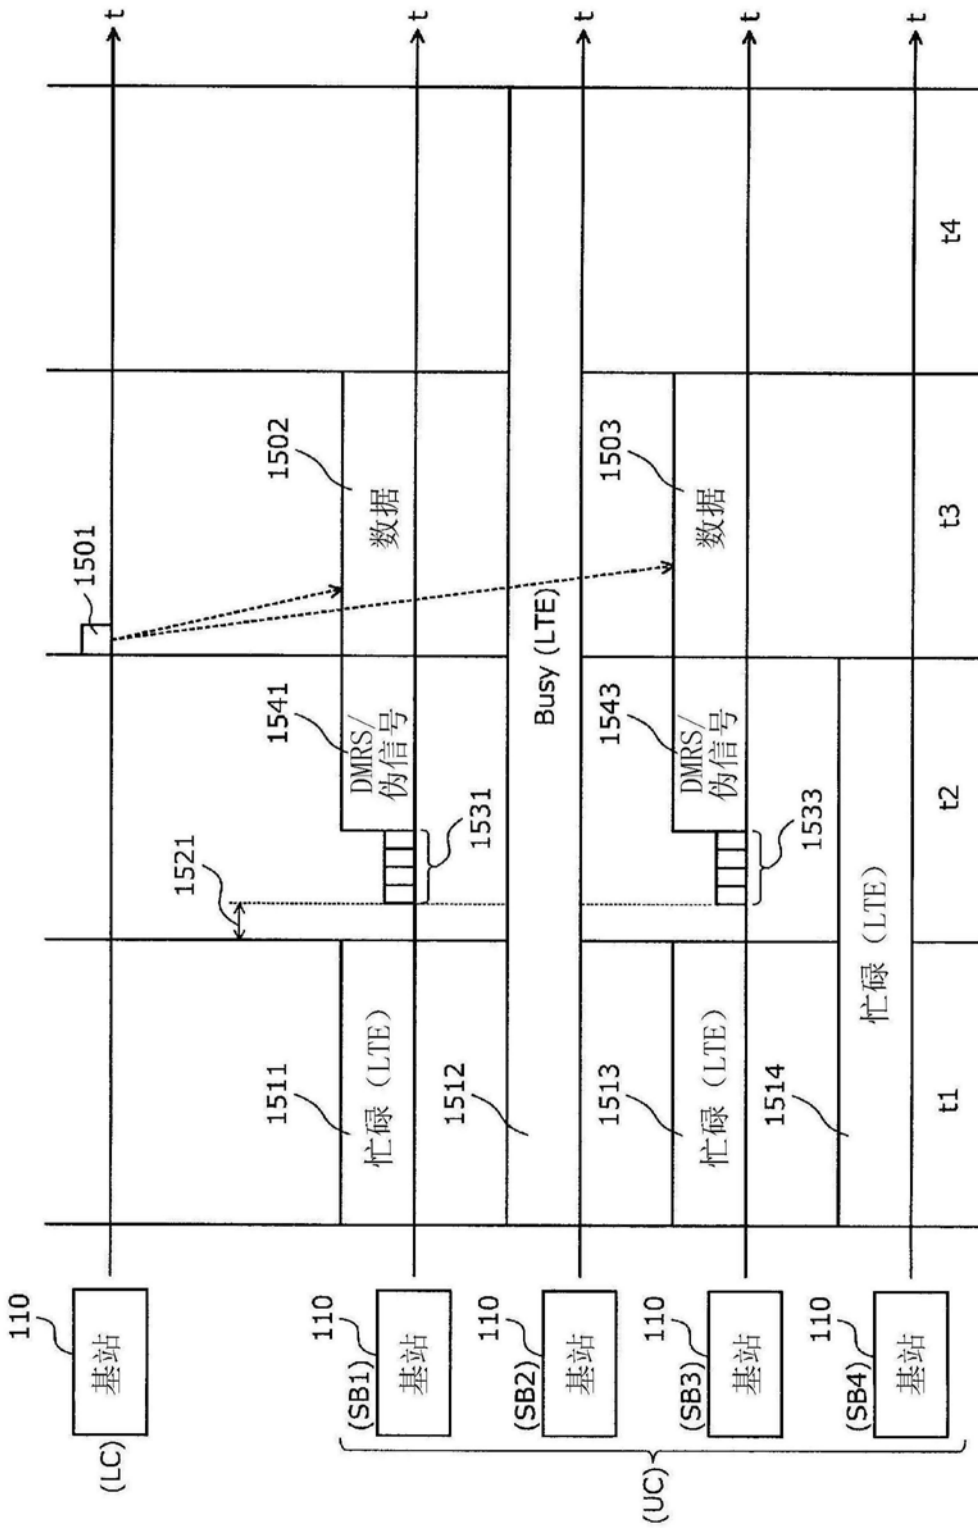 110
(LC)
基站
t
1501
1521
(UC)
110
(SB1)
基站
1511
忙碌 (LTE)
1531
1541
DMRS/
伪信号
1502
数据
t
110
(SB2)
基站
1512
Busy (LTE)
t
110
(SB3)
基站
1513
忙碌 (LTE)
1533
1543
DMRS/
伪信号
1503
数据
t
110
(SB4)
基站
1514
忙碌 (LTE)
t
t1
t2
t3
t4